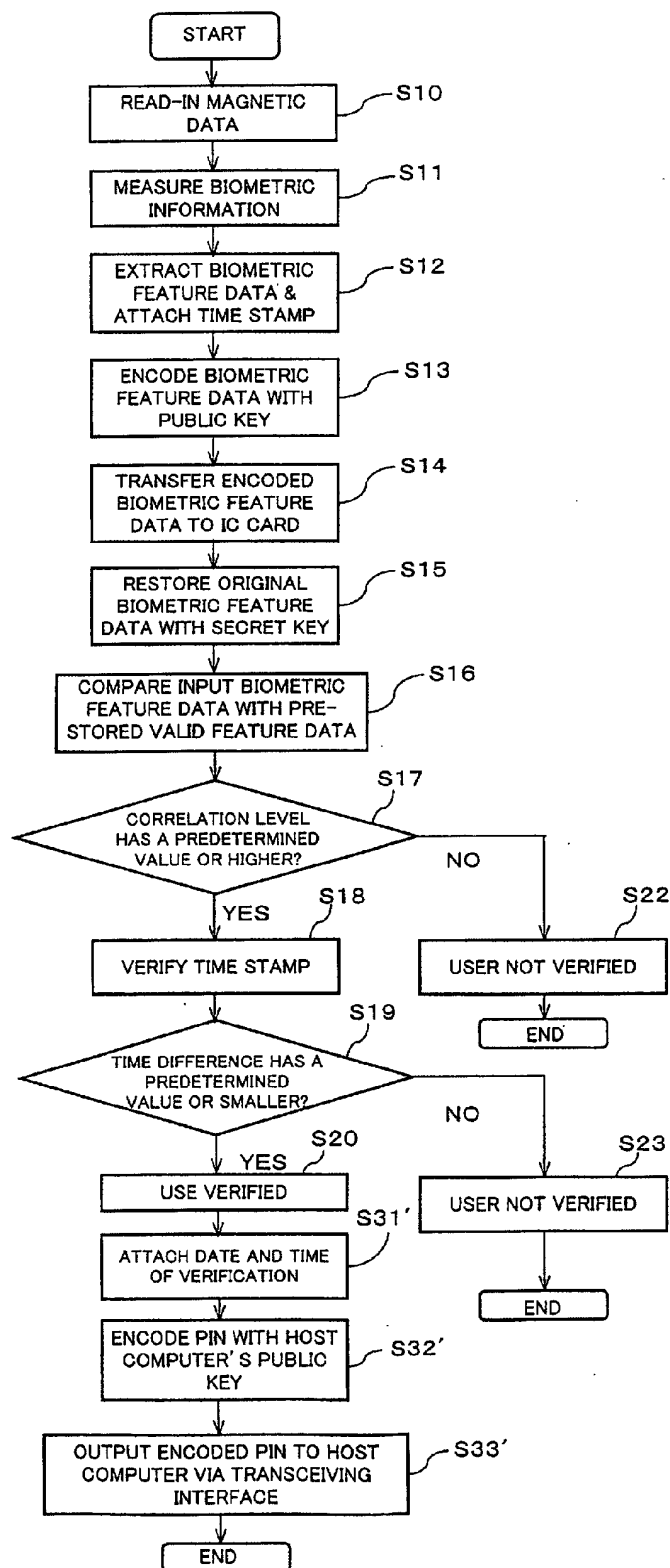 START
READ-IN MAGNETIC
DATA
S10
MEASURE BIOMETRIC
INFORMATION
S11
EXTRACT BIOMETRIC
FEATURE DATA &
ATTACH TIME STAMP
S12
ENCODE BIOMETRIC
FEATURE DATA WITH
PUBLIC KEY
S13
TRANSFER ENCODED
BIOMETRIC FEATURE
DATA TO IC CARD
S14
RESTORE ORIGINAL
BIOMETRIC FEATURE
DATA WITH SECRET KEY
S15
COMPARE INPUT BIOMETRIC
FEATURE DATA WITH PRE-
STORED VALID FEATURE DATA
S16
CORRELATION LEVEL
HAS A PREDETERMINED
VALUE OR HIGHER?
S17
NO
YES
S18
S22
VERIFY TIME STAMP
USER NOT VERIFIED
END
S19
TIME DIFFERENCE HAS A
PREDETERMINED
VALUE OR SMALLER?
NO
YES
S20
S23
USE VERIFIED
USER NOT VERIFIED
END
S31′
ATTACH DATE AND TIME
OF VERIFICATION
ENCODE PIN WITH HOST
COMPUTER'S PUBLIC
KEY
S32′
OUTPUT ENCODED PIN TO HOST
COMPUTER VIA TRANSCEIVING
INTERFACE
S33′
END